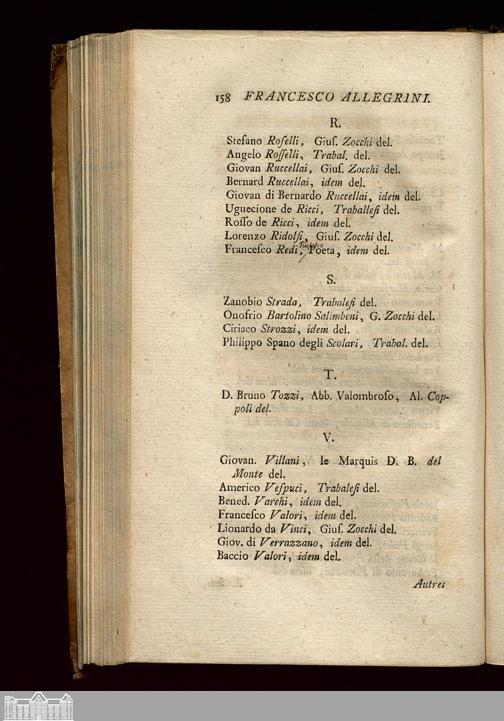 158 FRANCESCO ALLEGRINI.
R.
Stefano Roſelli, Giuſ. Zocchi del.
Angelo Roſſelli, Trabal. del.
Giovan Ruccellai, Giuſ. Zocchi del.
Bernard Ruccellai, idem del.
Giovan di Bernardo Ruccellai, idem del.
Uguecione de Ricci, Traballeſi del.
Roſſo de Ricci, idem del.
Lorenzo Ridolfi, Giuſ. Zocchi del.
Franceſco Redi, Poeta, idem del.
S.
Zanobio Strada, Trabaleſi del.
Onofrio Bartolino Salimbeni, G. Zocchi del.
Ciriaco Strozzi, idem del.
Philippo Spano degli Scolari, Trabal. del.
T.
D. Bruno Tozzi, Abb. Valombroſo, Al. Cop-
poli del.
V.
Giovan. Villani, le Marquis D. B. del
Monte del.
Americo Veſpuci, Trabaleſi del.
Bened. Varchi, idem del.
Franceſco Valori, idem del.
Lionardo da Vinci, Giuſ. Zocchi del.
Giov. di Verrazzano, idem del.
Baccio Valori, idem del.
Autres